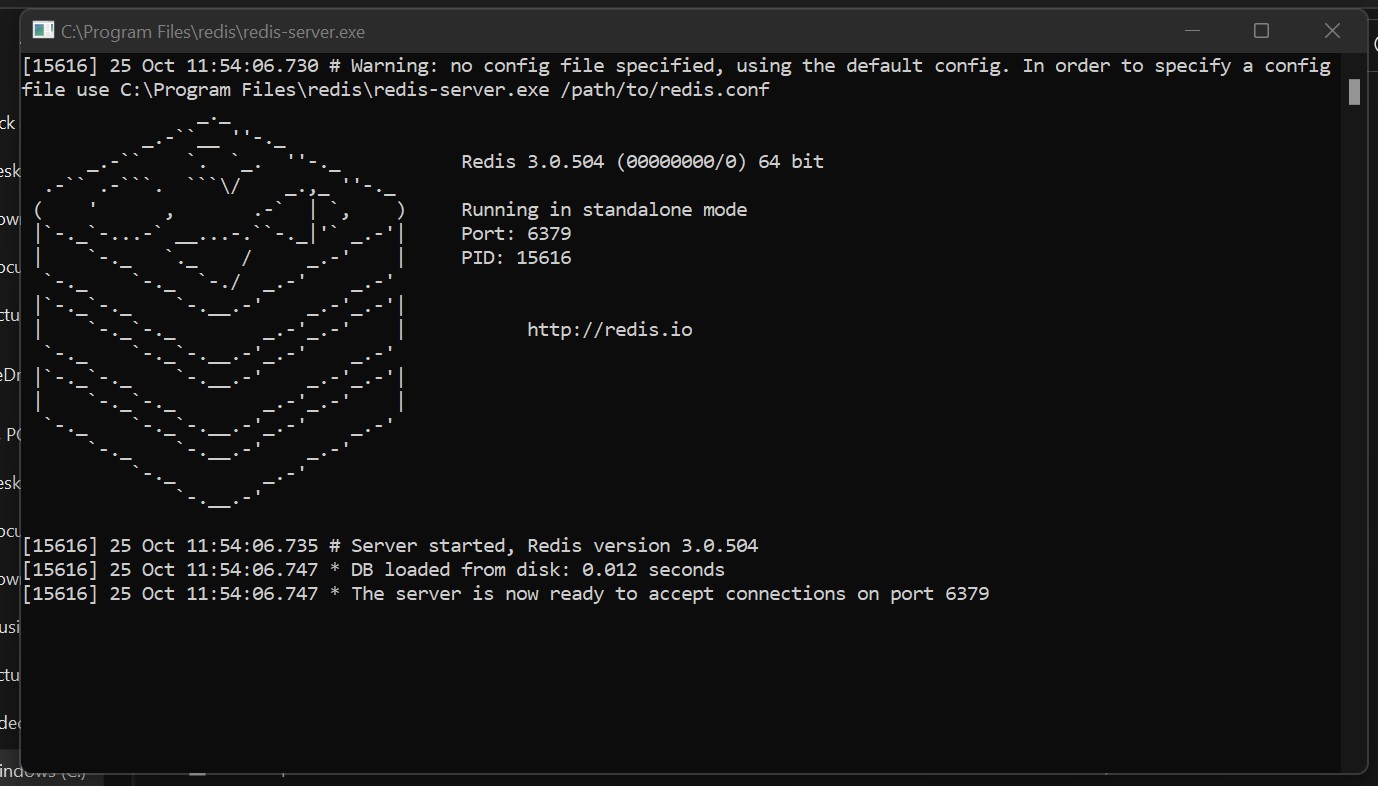 C:\Program Files\redis\redis-server.exe
[15616] 25 Oct 11:54:06.730 # Warning: no config file specified, using the default config. In order to specify a config
file use C:\Program Files\redis\redis-server.exe /path/to/redis.conf
Redis 3.0.504 (00000000/0) 64 bit
Running in standalone mode
Port: 6379
PID: 15616
http://redis.io
[15616] 25 Oct 11:54:06.735 # Server started, Redis version 3.0.504
[15616] 25 Oct 11:54:06.747 * DB loaded from disk: 0.012 seconds
[15616] 25 Oct 11:54:06.747 * The server is now ready to accept connections on port 6379